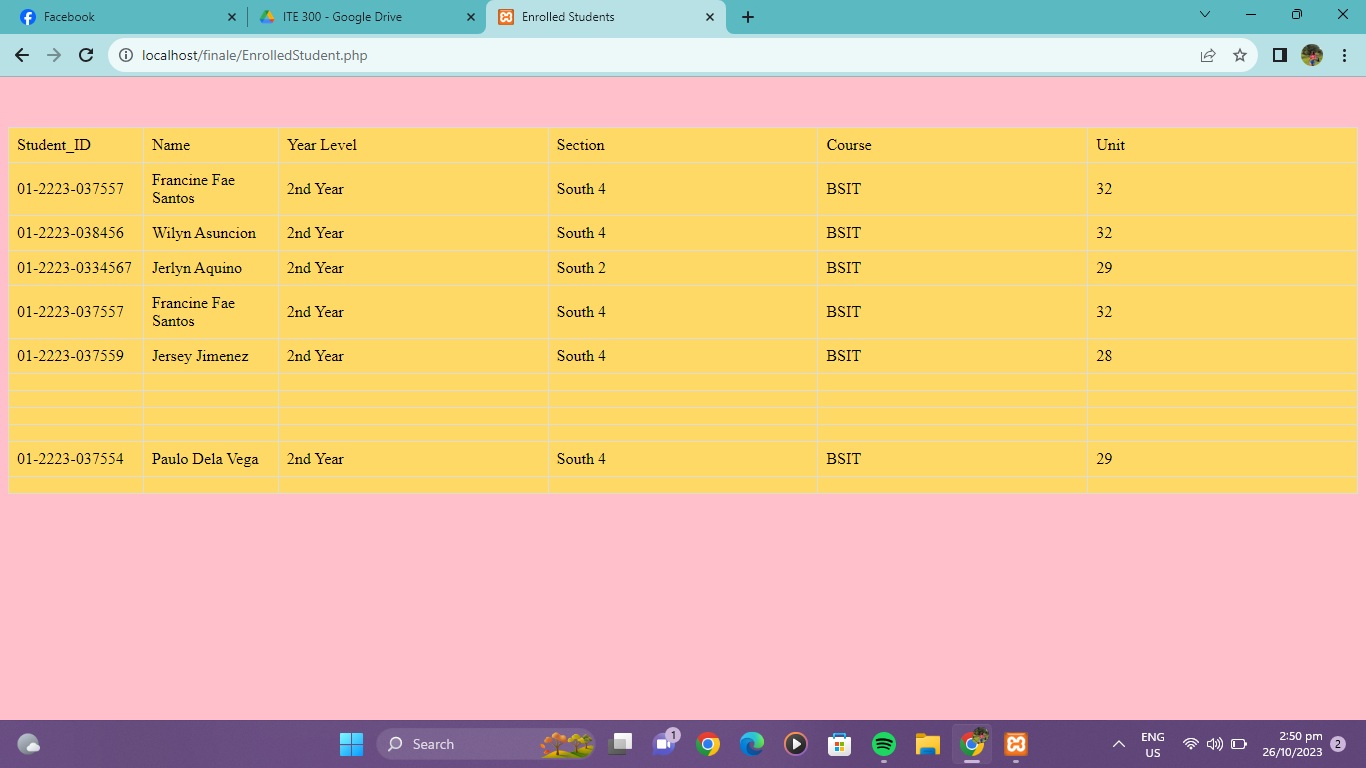 Facebook
ITE 300 - Google Drive
Enrolled Students
localhost/finale/EnrolledStudent.php
Student_ID Name Year Level Section Course Unit
01-2223-037557 Francine Fae Santos 2nd Year South 4 BSIT 32
01-2223-038456 Wilyn Asuncion 2nd Year South 4 BSIT 32
01-2223-0334567 Jerlyn Aquino 2nd Year South 2 BSIT 29
01-2223-037557 Francine Fae Santos 2nd Year South 4 BSIT 32
01-2223-037559 Jersey Jimenez 2nd Year South 4 BSIT 28
01-2223-037554 Paulo Dela Vega 2nd Year South 4 BSIT 29
Search
1
ENG
US
2:50 pm
26/10/2023
2